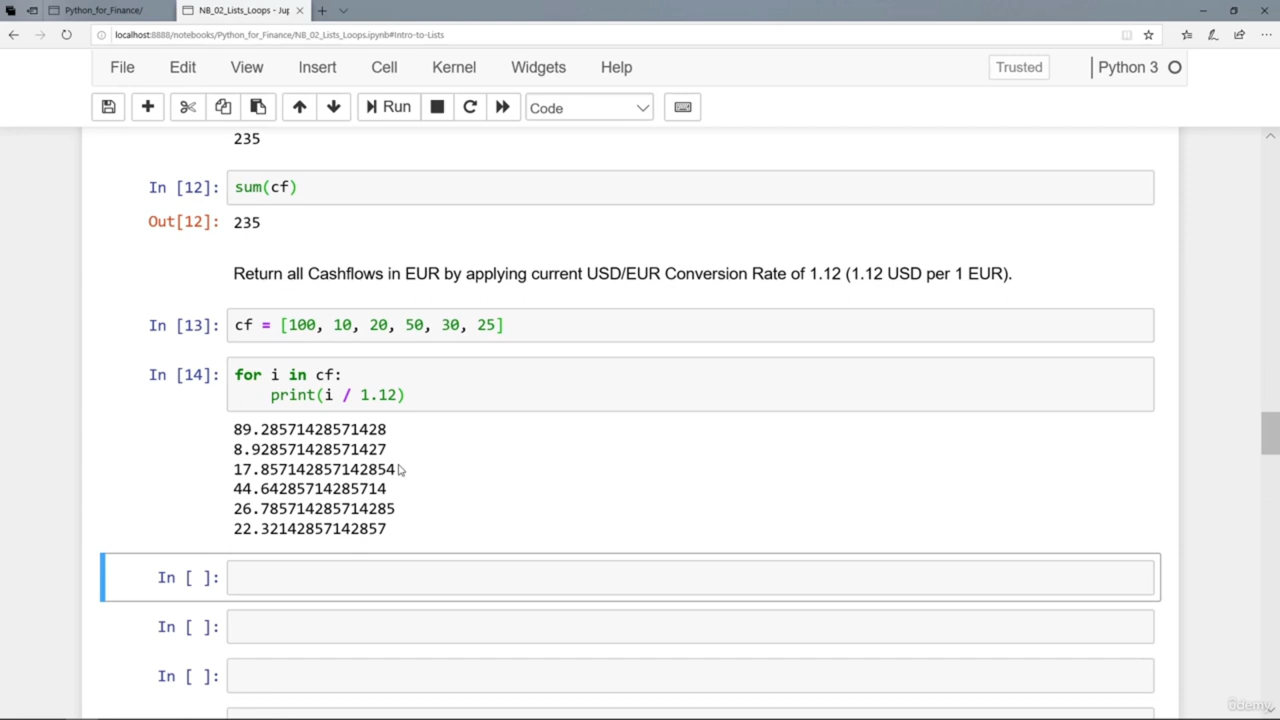 Python_for_Finance/
NB_02_Lists_Loops - Jup
localhost:8888/notebooks/Python_for_Finance/NB_02_Lists_Loops.ipynb#Intro-to-Lists
File Edit View Insert Cell Kernel Widgets Help Trusted Python 3
Run Code
235
In [12]: sum(cf)
Out[12]: 235
Return all Cashflows in EUR by applying current USD/EUR Conversion Rate of 1.12 (1.12 USD per 1 EUR).
In [13]: cf = [100, 10, 20, 50, 30, 25]
In [14]: for i in cf:
print(i / 1.12)
89.28571428571428
8.928571428571427
17.857142857142854
44.64285714285714
26.785714285714285
22.32142857142857
In [ ]:
In [ ]:
In [ ]:
ûdemy